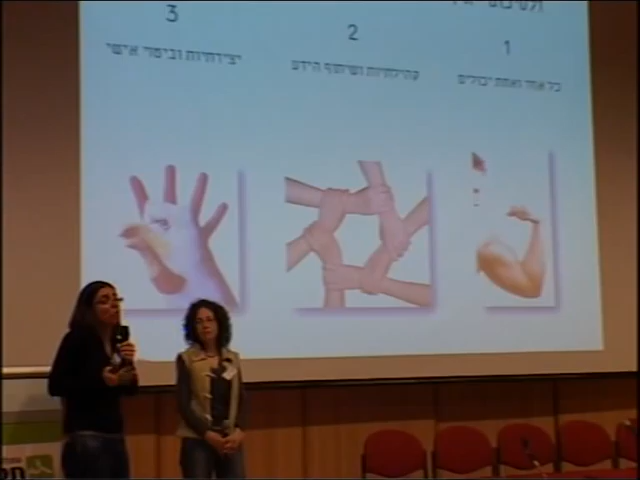 1
כל אחד ואחת יכולים
2
קהילתיות ושיתוף הידע
3
יצירתיות וביטוי אישי